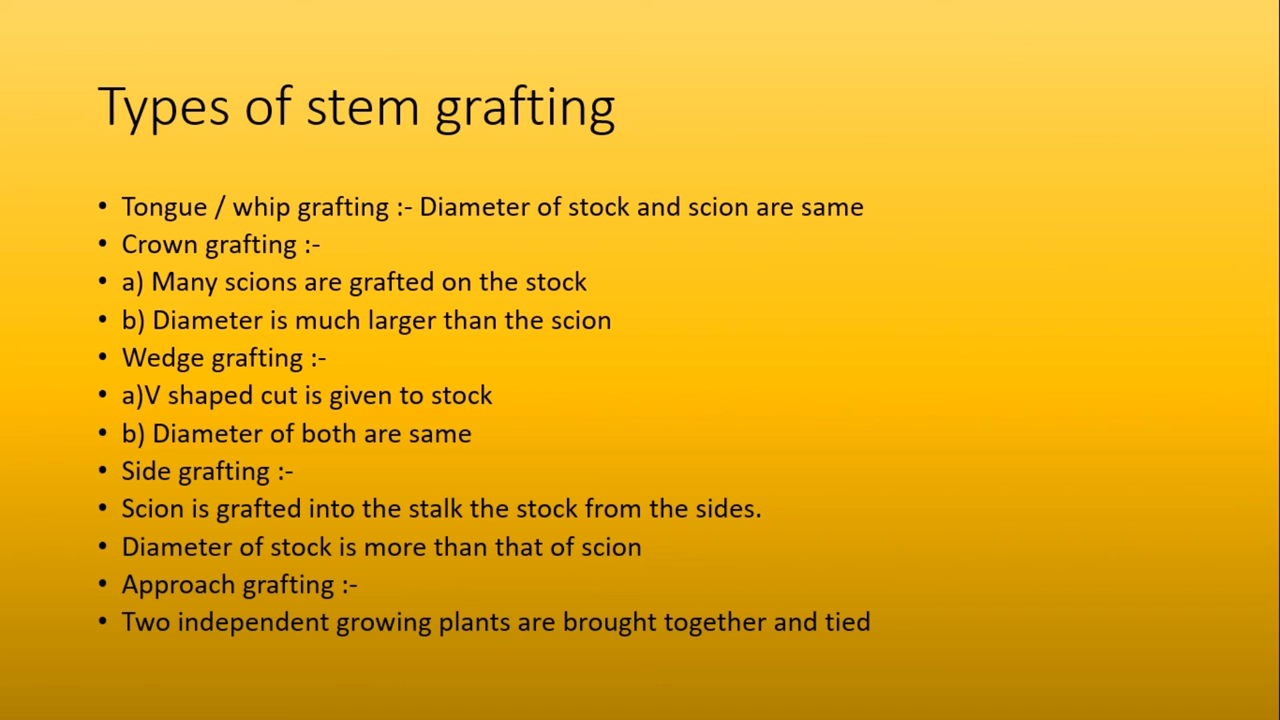 Types of stem grafting
• Tongue / whip grafting :- Diameter of stock and scion are same
• Crown grafting :-
• a) Many scions are grafted on the stock
• b) Diameter is much larger than the scion
• Wedge grafting :-
• a)V shaped cut is given to stock
• b) Diameter of both are same
• Side grafting :-
• Scion is grafted into the stalk the stock from the sides.
• Diameter of stock is more than that of scion
• Approach grafting :-
• Two independent growing plants are brought together and tied